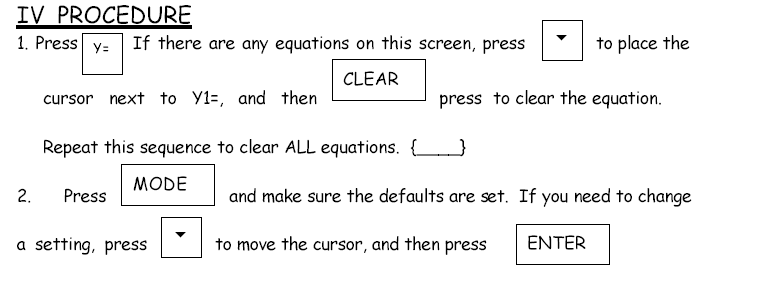 IV PROCEDURE
1. Press Y= If there are any equations on this screen, press ▼ to place the
cursor next to Y1=, and then CLEAR press to clear the equation.
Repeat this sequence to clear ALL equations. {____}
2. Press MODE and make sure the defaults are set. If you need to change
a setting, press ▼ to move the cursor, and then press ENTER